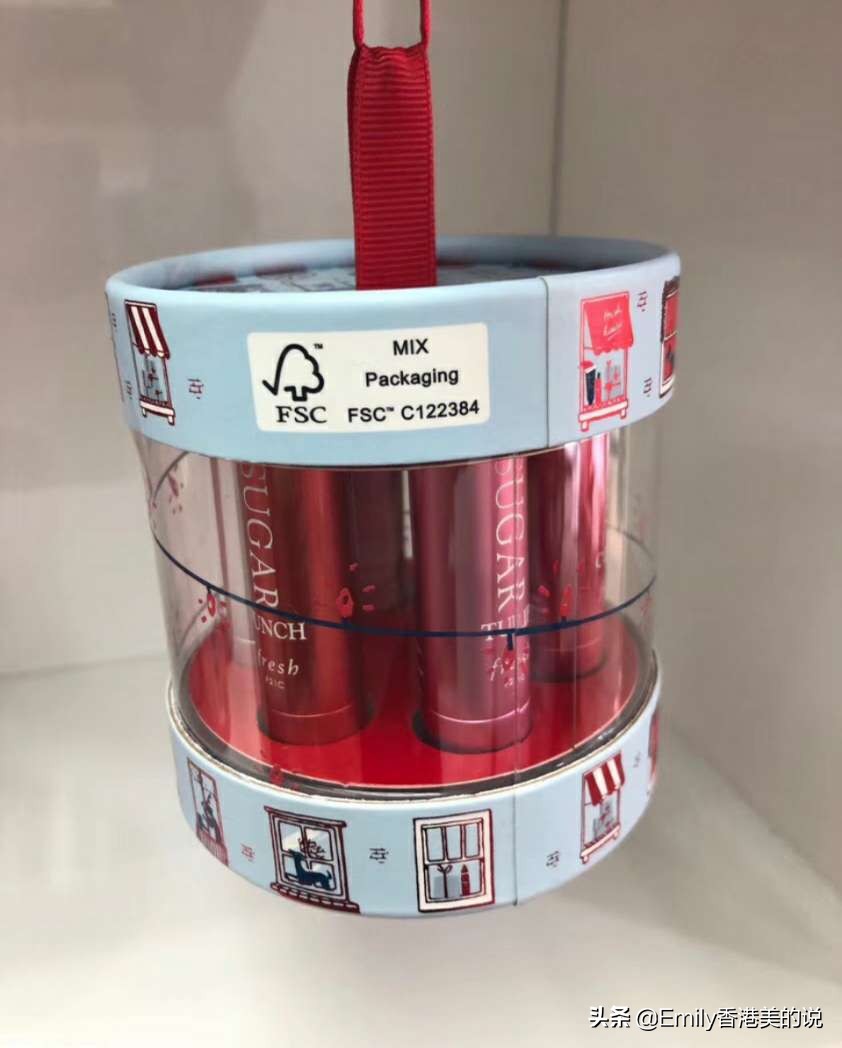 FSC™
MIX
Packaging
FSC™ C122384
SUGAR
UNCH
fresh
SUGAR
头条 @Emily香港美的说